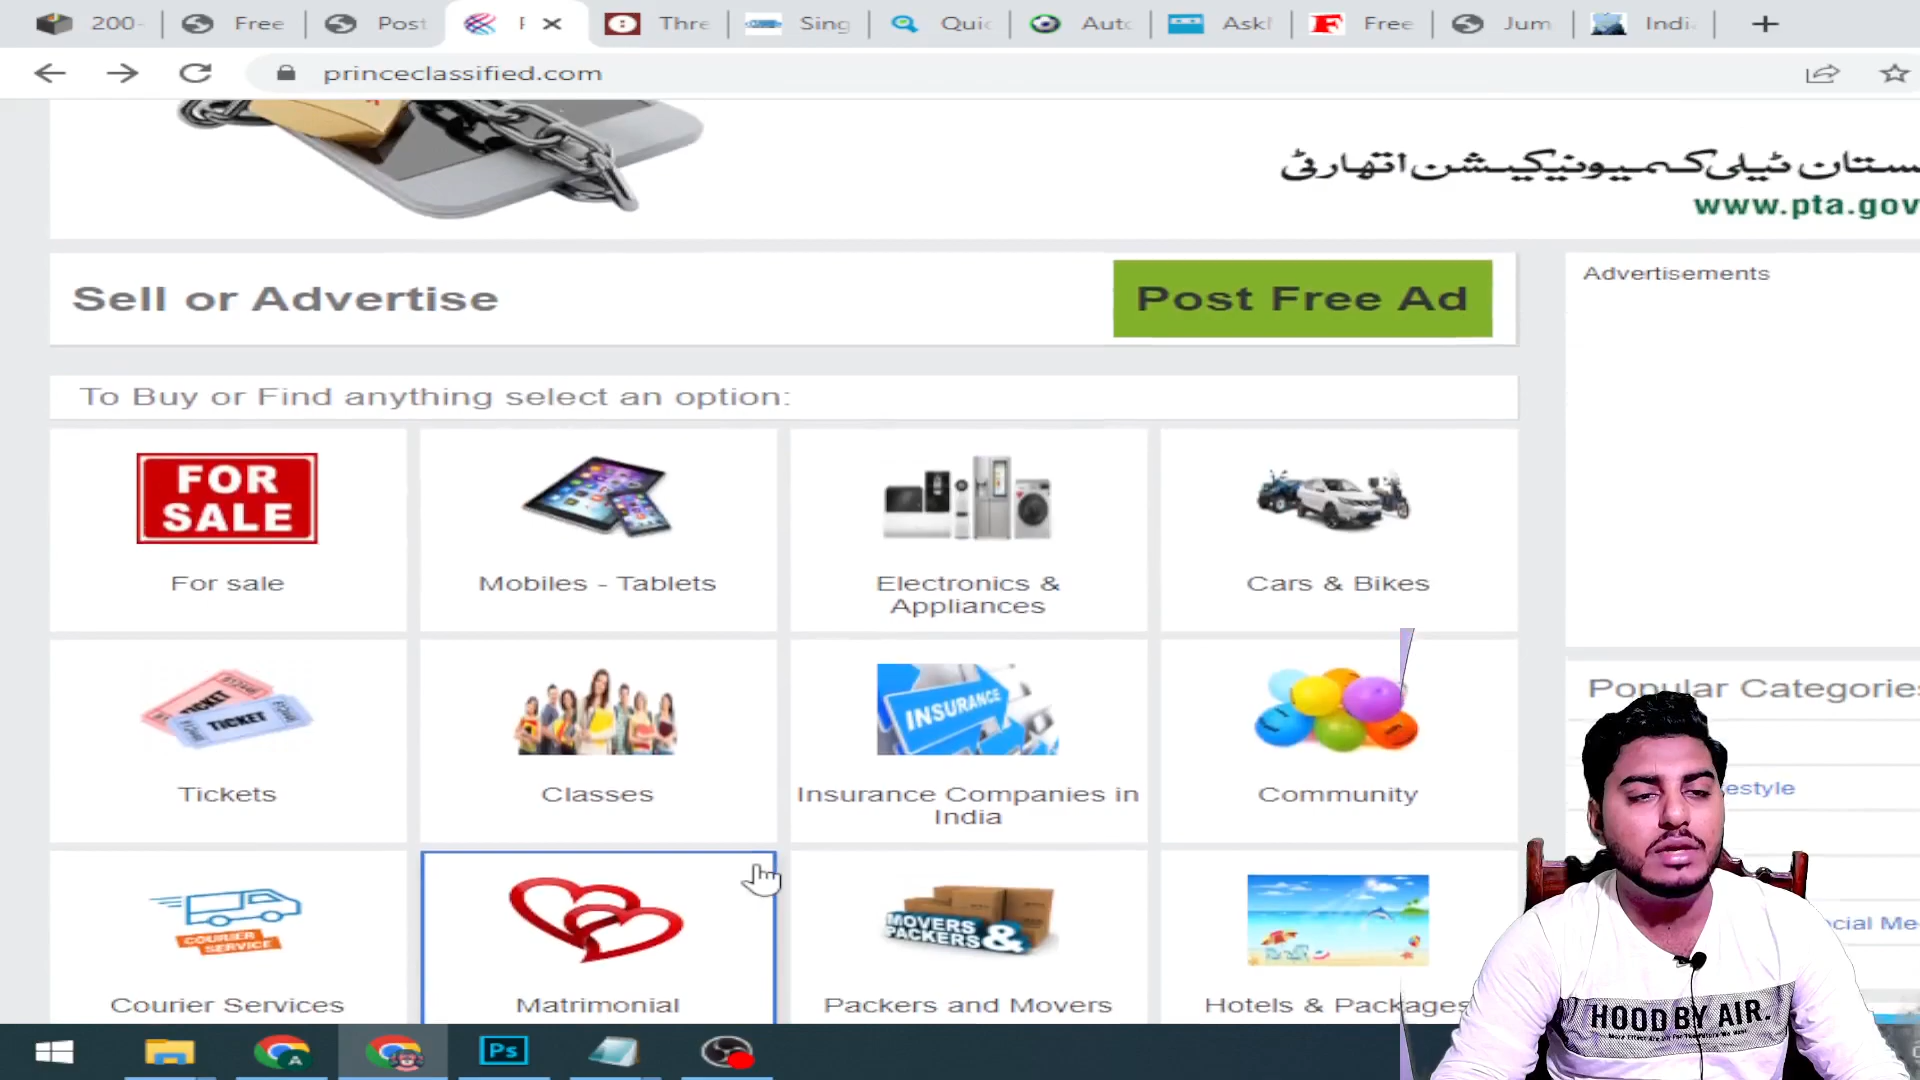 200-
Free
Post
Thre
Sing
Quic
Auto
Ask
Free
Jum
Indi
princeclassified.com
ستان ٹیلی کمیونیکیشن اتھارٹی
www.pta.gov
Sell or Advertise
Post Free Ad
Advertisements
To Buy or Find anything select an option:
FOR
SALE
For sale
Mobiles - Tablets
Electronics &
Appliances
Cars & Bikes
Popular Categories
TICKET
TICKET
INSURANCE
Tickets
Classes
Insurance Companies in
India
Community
estyle
COURIER
SERVICE
MOVERS &
PACKERS
cial Me
Courier Services
Matrimonial
Packers and Movers
Hotels & Packages
HOOD BY AIR.
Ps